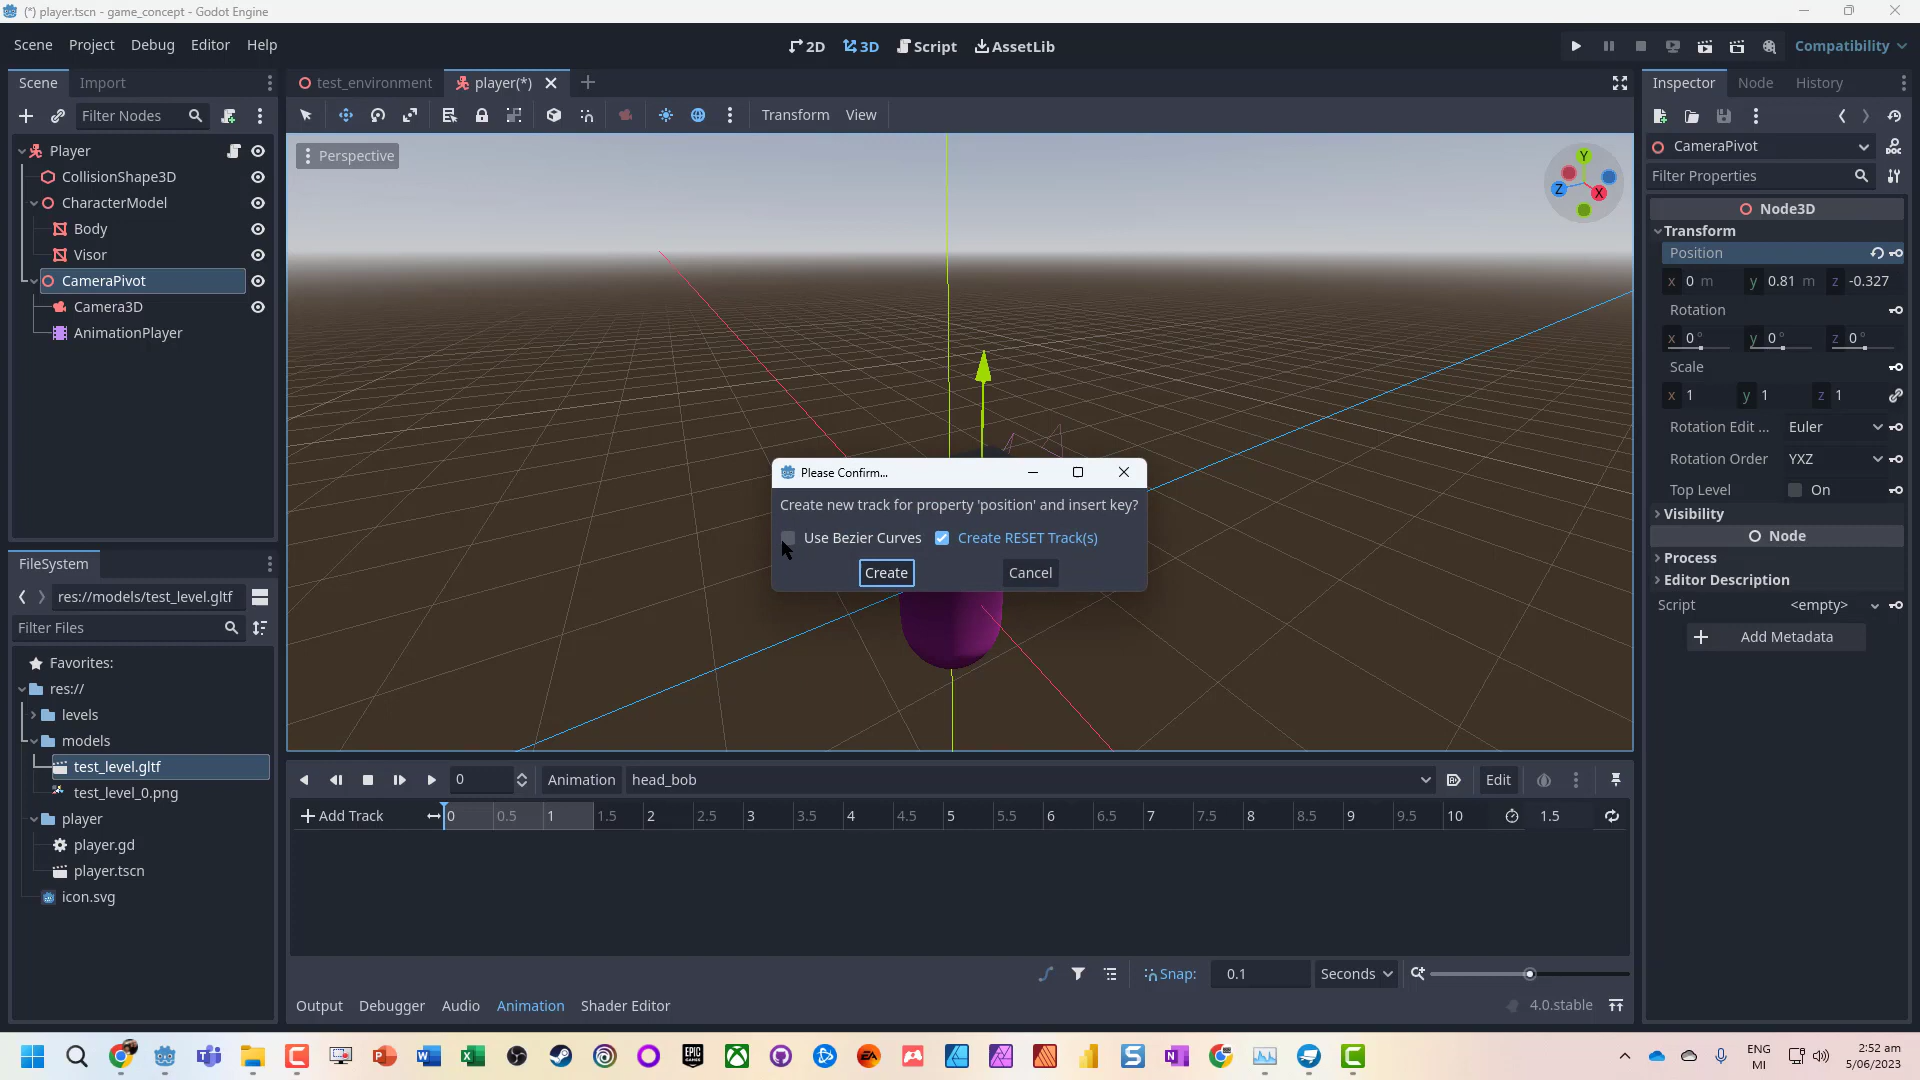 (*) player.tscn - game_concept - Godot Engine
Scene Project Debug Editor Help
2D 3D Script AssetLib
Compatibility
Scene Import
test_environment player(*)
Inspector Node History
Filter Nodes
Transform View
Perspective
Player
CollisionShape3D
CharacterModel
Body
Visor
CameraPivot
Camera3D
AnimationPlayer
Y
Z
X
CameraPivot
Filter Properties
Node3D
Transform
Position
x 0 m y 0.81 m z -0.327
Rotation
x 0° y 0° z 0°
Scale
x 1 y 1 z 1
Rotation Edit ... Euler
Rotation Order YXZ
Top Level On
Visibility
Node
Process
Editor Description
Script <empty>
Add Metadata
Please Confirm...
Create new track for property 'position' and insert key?
Use Bezier Curves Create RESET Track(s)
Create Cancel
FileSystem
res://models/test_level.gltf
Filter Files
Favorites:
res://
levels
models
test_level.gltf
test_level_0.png
player
player.gd
player.tscn
icon.svg
0 Animation head_bob Edit
Add Track 0 0.5 1 1.5 2 2.5 3 3.5 4 4.5 5 5.5 6 6.5 7 7.5 8 8.5 9 9.5 10 1.5
Snap: 0.1 Seconds
Output Debugger Audio Animation Shader Editor
4.0.stable
ENG
MI
2:52 am
5/06/2023